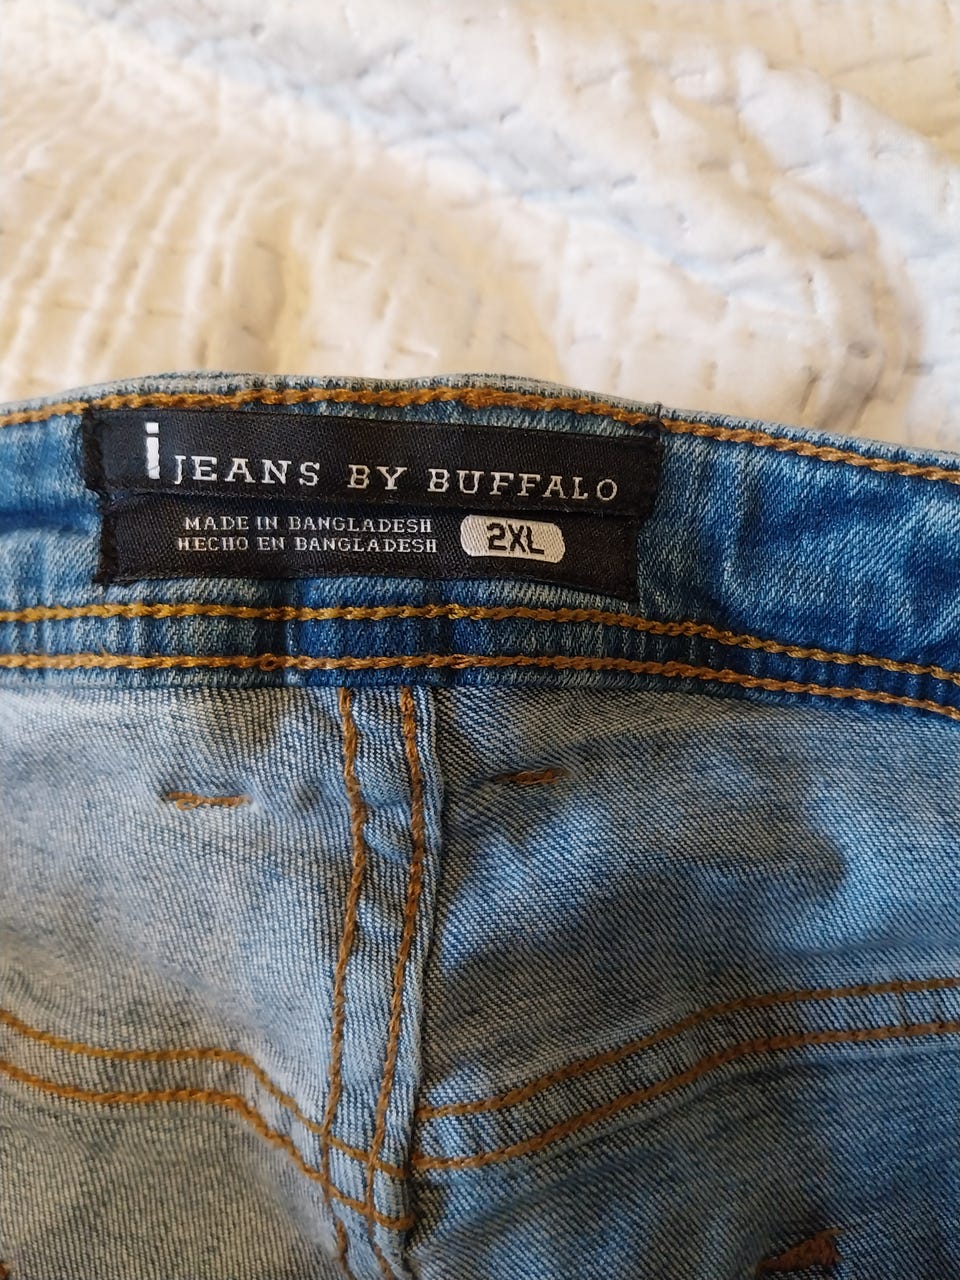 i JEANS BY BUFFALO
MADE IN BANGLADESH
HECHO EN BANGLADESH
2XL